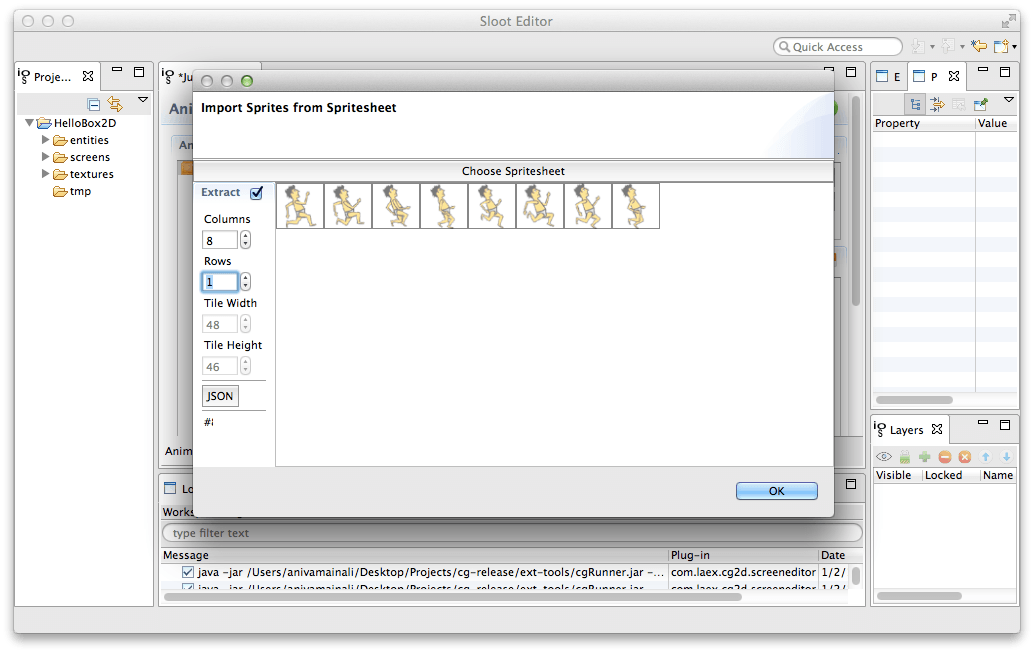 Sloot Editor
Quick Access
Proje...
*Ju
E
P
HelloBox2D
entities
screens
textures
tmp
Ani
An
Import Sprites from Spritesheet
Choose Spritesheet
Extract
Columns
8
Rows
1
Tile Width
48
Tile Height
46
JSON
OK
Anim
Property
Value
Layers
Visible
Locked
Name
Lo
Works
type filter text
Message
Plug-in
Date
java -jar /Users/anivamainali/Desktop/Projects/cg-release/ext-tools/cgRunner.jar -...
com.laex.cg2d.screeneditor
1/2/
java -jar /Users/anivamainali/Desktop/Projects/cg-release/ext-tools/cgRunner.jar
com.laex.cg2d.screeneditor
1/2/